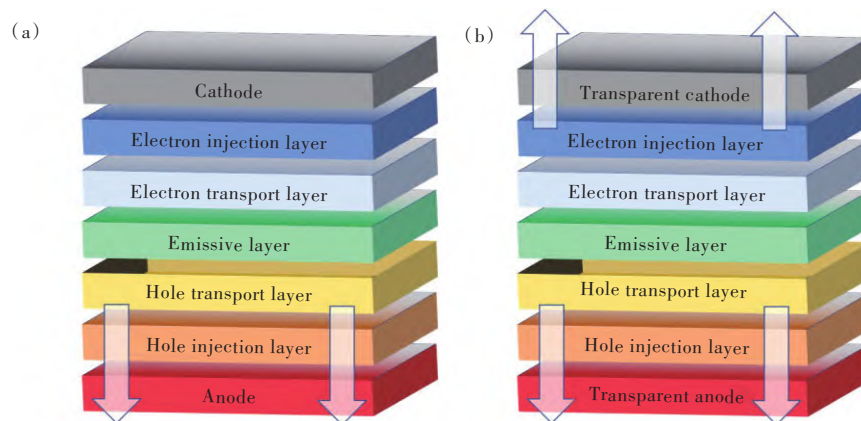 (a)
Cathode
Electron injection layer
Electron transport layer
Emissive layer
Hole transport layer
Hole injection layer
Anode
(b)
Transparent cathode
Electron injection layer
Electron transport layer
Emissive layer
Hole transport layer
Hole injection layer
Transparent anode